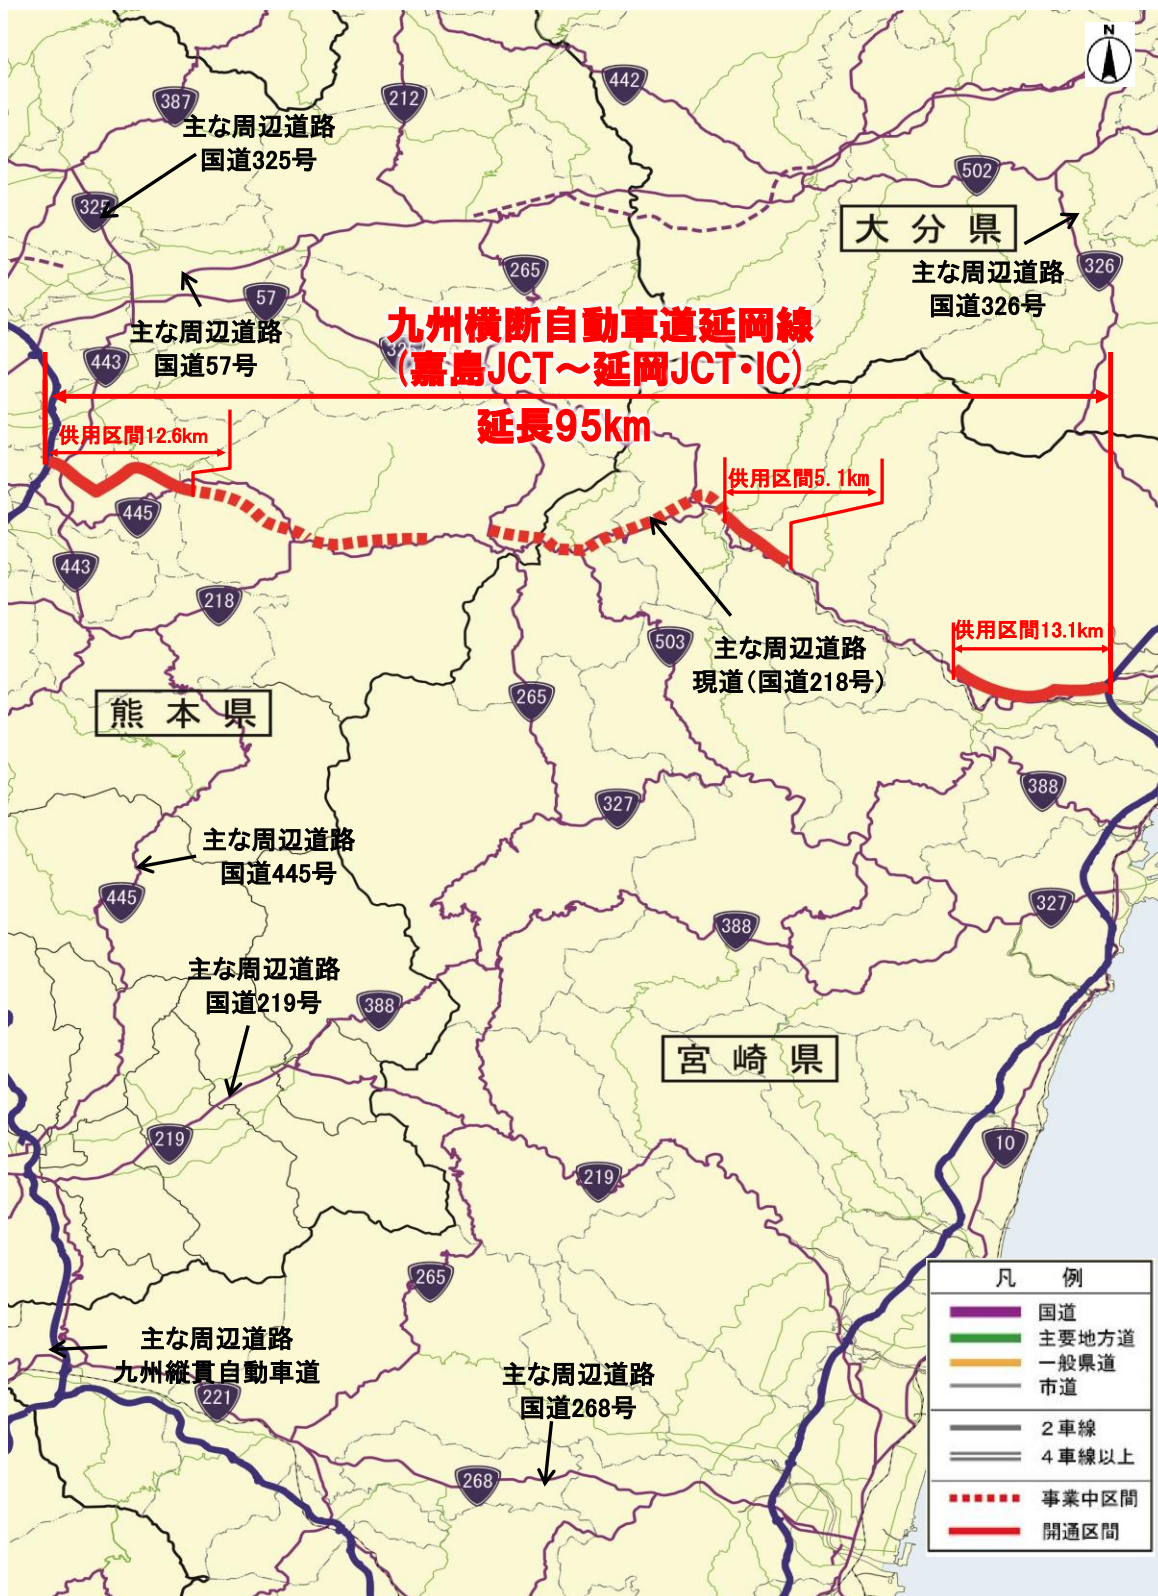 N
442
387
212
主な周辺道路
国道325号
502
325
大分県
主な周辺道路
国道326号
326
265
57
主な周辺道路
国道57号
九州横断自動車道延岡線
(嘉島JCT～延岡JCT・IC)
延長95km
443
供用区間12.6km
供用区間5.1km
445
443
218
503
主な周辺道路
現道(国道218号)
供用区間13.1km
265
熊本県
327
388
主な周辺道路
国道445号
445
327
388
主な周辺道路
国道219号
388
宮崎県
219
10
219
265
主な周辺道路
九州縦貫自動車道
221
主な周辺道路
国道268号
268
凡例
国道
主要地方道
一般県道
市道
2車線
4車線以上
事業中区間
開通区間